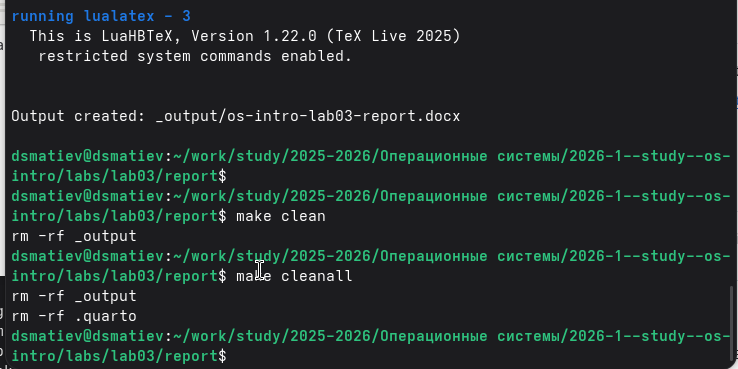 running lualatex - 3
This is LuaHBTeX, Version 1.22.0 (TeX Live 2025)
restricted system commands enabled.
Output created: _output/os-intro-lab03-report.docx
dsmatiev@dsmatiev:~/work/study/2025-2026/Операционные системы/2026-1--study--os-
intro/labs/lab03/report$
dsmatiev@dsmatiev:~/work/study/2025-2026/Операционные системы/2026-1--study--os-
intro/labs/lab03/report$ make clean
rm -rf _output
dsmatiev@dsmatiev:~/work/study/2025-2026/Операционные системы/2026-1--study--os-
intro/labs/lab03/report$ make cleanall
rm -rf _output
rm -rf .quarto
dsmatiev@dsmatiev:~/work/study/2025-2026/Операционные системы/2026-1--study--os-
intro/labs/lab03/report$